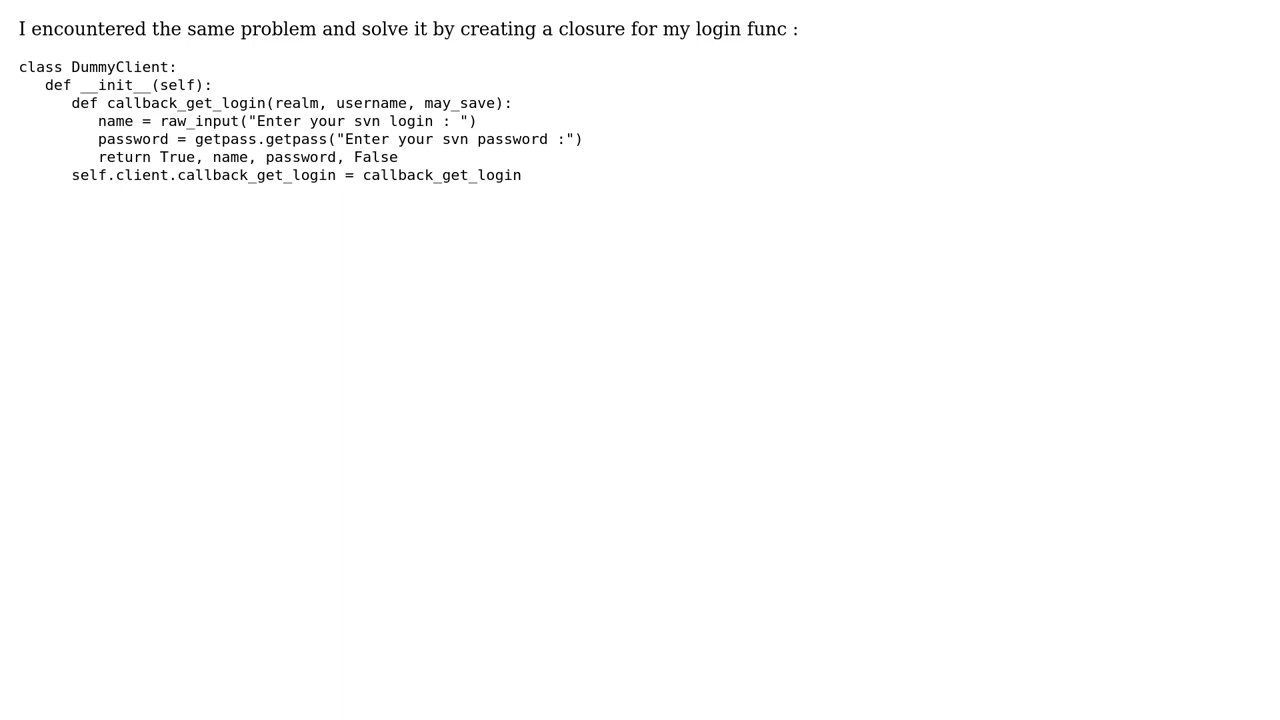 I encountered the same problem and solve it by creating a closure for my login func :
class DummyClient:
   def __init__(self):
      def callback_get_login(realm, username, may_save):
         name = raw_input("Enter your svn login : ")
         password = getpass.getpass("Enter your svn password :")
         return True, name, password, False
      self.client.callback_get_login = callback_get_login